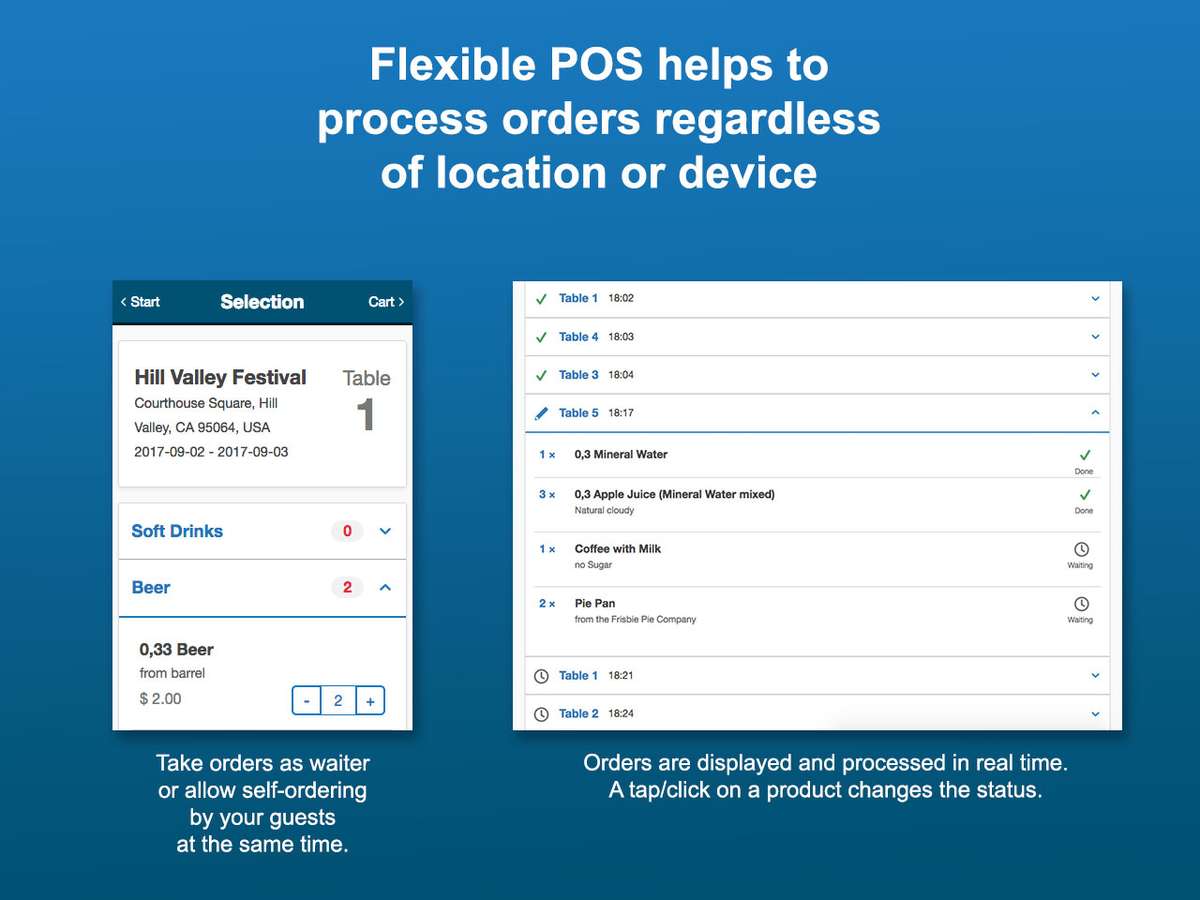 Flexible POS helps to
process orders regardless
of location or device
< Start Selection Cart >
Hill Valley Festival
Courthouse Square, Hill
Valley, CA 95064, USA
2017-09-02 - 2017-09-03
Table
1
Soft Drinks 0
Beer 2
0,33 Beer
from barrel
$ 2.00
- 2 +
Take orders as waiter
or allow self-ordering
by your guests
at the same time.
Table 1 18:02
Table 4 18:03
Table 3 18:04
Table 5 18:17
1 × 0,3 Mineral Water
Done
3 × 0,3 Apple Juice (Mineral Water mixed)
Natural cloudy Done
1 × Coffee with Milk
no Sugar Waiting
2 × Pie Pan
from the Frisbie Pie Company Waiting
Table 1 18:21
Table 2 18:24
Orders are displayed and processed in real time.
A tap/click on a product changes the status.